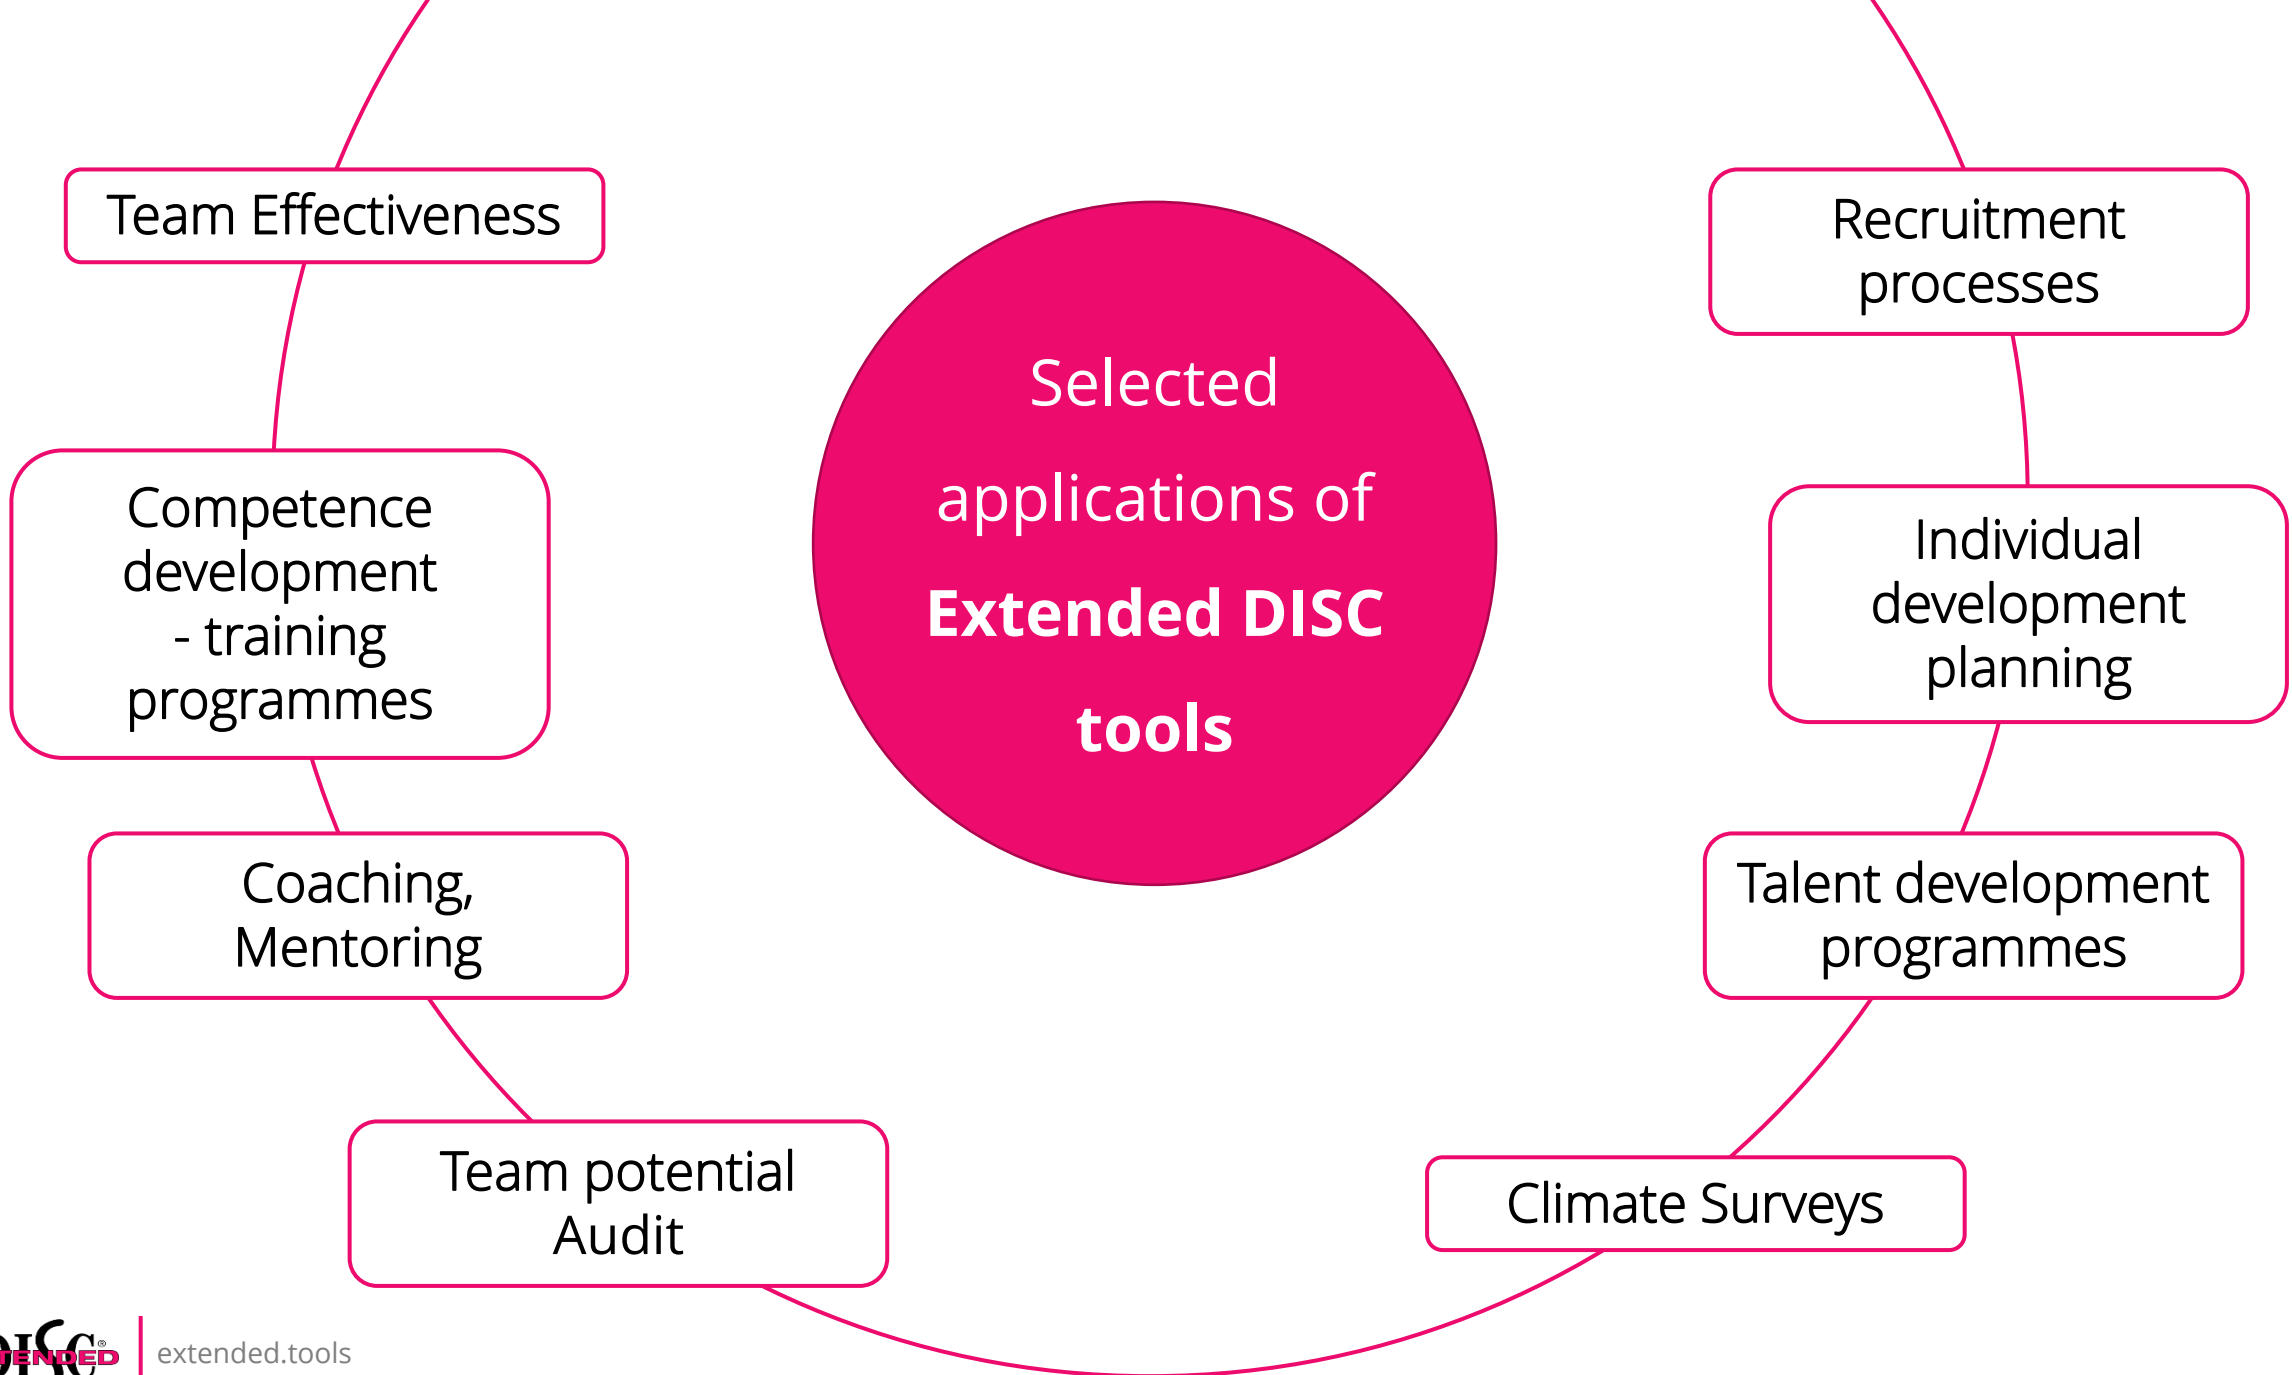 Team Effectiveness
Recruitment
processes
Selected
applications of
Extended DISC
tools
Competence
development
- training
programmes
Individual
development
planning
Coaching,
Mentoring
Talent development
programmes
Team potential
Audit
Climate Surveys
extended.tools